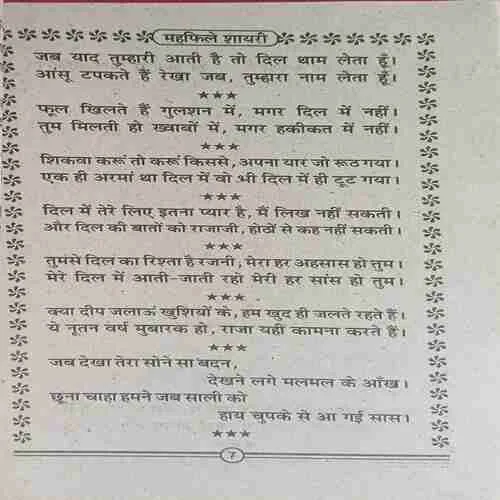 महफिले शायरी
जब याद तुम्हारी आती है तो दिल थाम लेता हूँ।
आंसू टपकते हैं रेखा जब, तुम्हारा नाम लेता हूँ।
★★★
फूल खिलते हैं गुलशन में, मगर दिल में नहीं।
तुम मिलती हो ख्वाबों में, मगर हकीकत में नहीं।
★★★
शिकवा करूं तो करूं किससे, अपना यार जो रूठ गया।
एक ही अरमां था दिल में वो भी दिल में ही टूट गया।
★★★
दिल में तेरे लिए इतना प्यार है, मैं लिख नहीं सकती।
और दिल की बातों को राजाजी, होठों से कह नहीं सकती।
★★★
तुमसे दिल का रिश्ता है रजनी, मेरा हर अहसास हो तुम।
मेरे दिल में आती-जाती रहो मेरी हर सांस हो तुम।
★★★
क्या दीप जलाऊं खुशियों के, हम खुद ही जलते रहते हैं।
ये नूतन वर्ष मुबारक हो, राजा यही कामना करते हैं।
★★★
जब देखा तेरा सोने सा बदन,
देखने लगे मलमल के आँख।
छूना चाहा हमने जब साली को
हाय चुपके से आ गई सास।
★★★
7